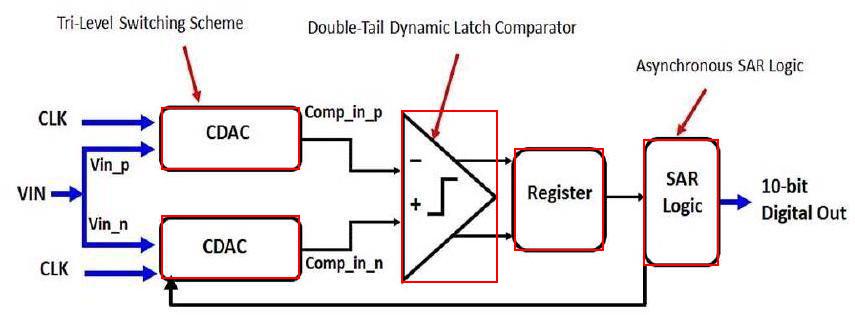 Tri-Level Switching Scheme
Double-Tail Dynamic Latch Comparator
Asynchronous SAR Logic
CLK
CDAC
Comp_in_p
Vin_p
VIN
Vin_n
−
+
Register
SAR
Logic
10-bit
Digital Out
CDAC
CLK
Comp_in_n